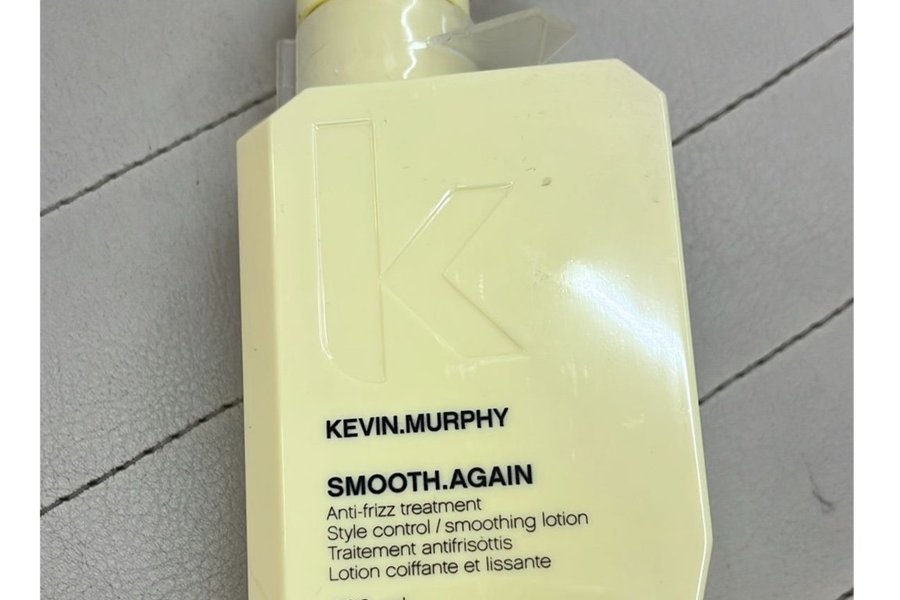 k
KEVIN.MURPHY
SMOOTH.AGAIN
Anti-frizz treatment
Style control / smoothing lotion
Traitement antifrisottis
Lotion coiffante et lissante